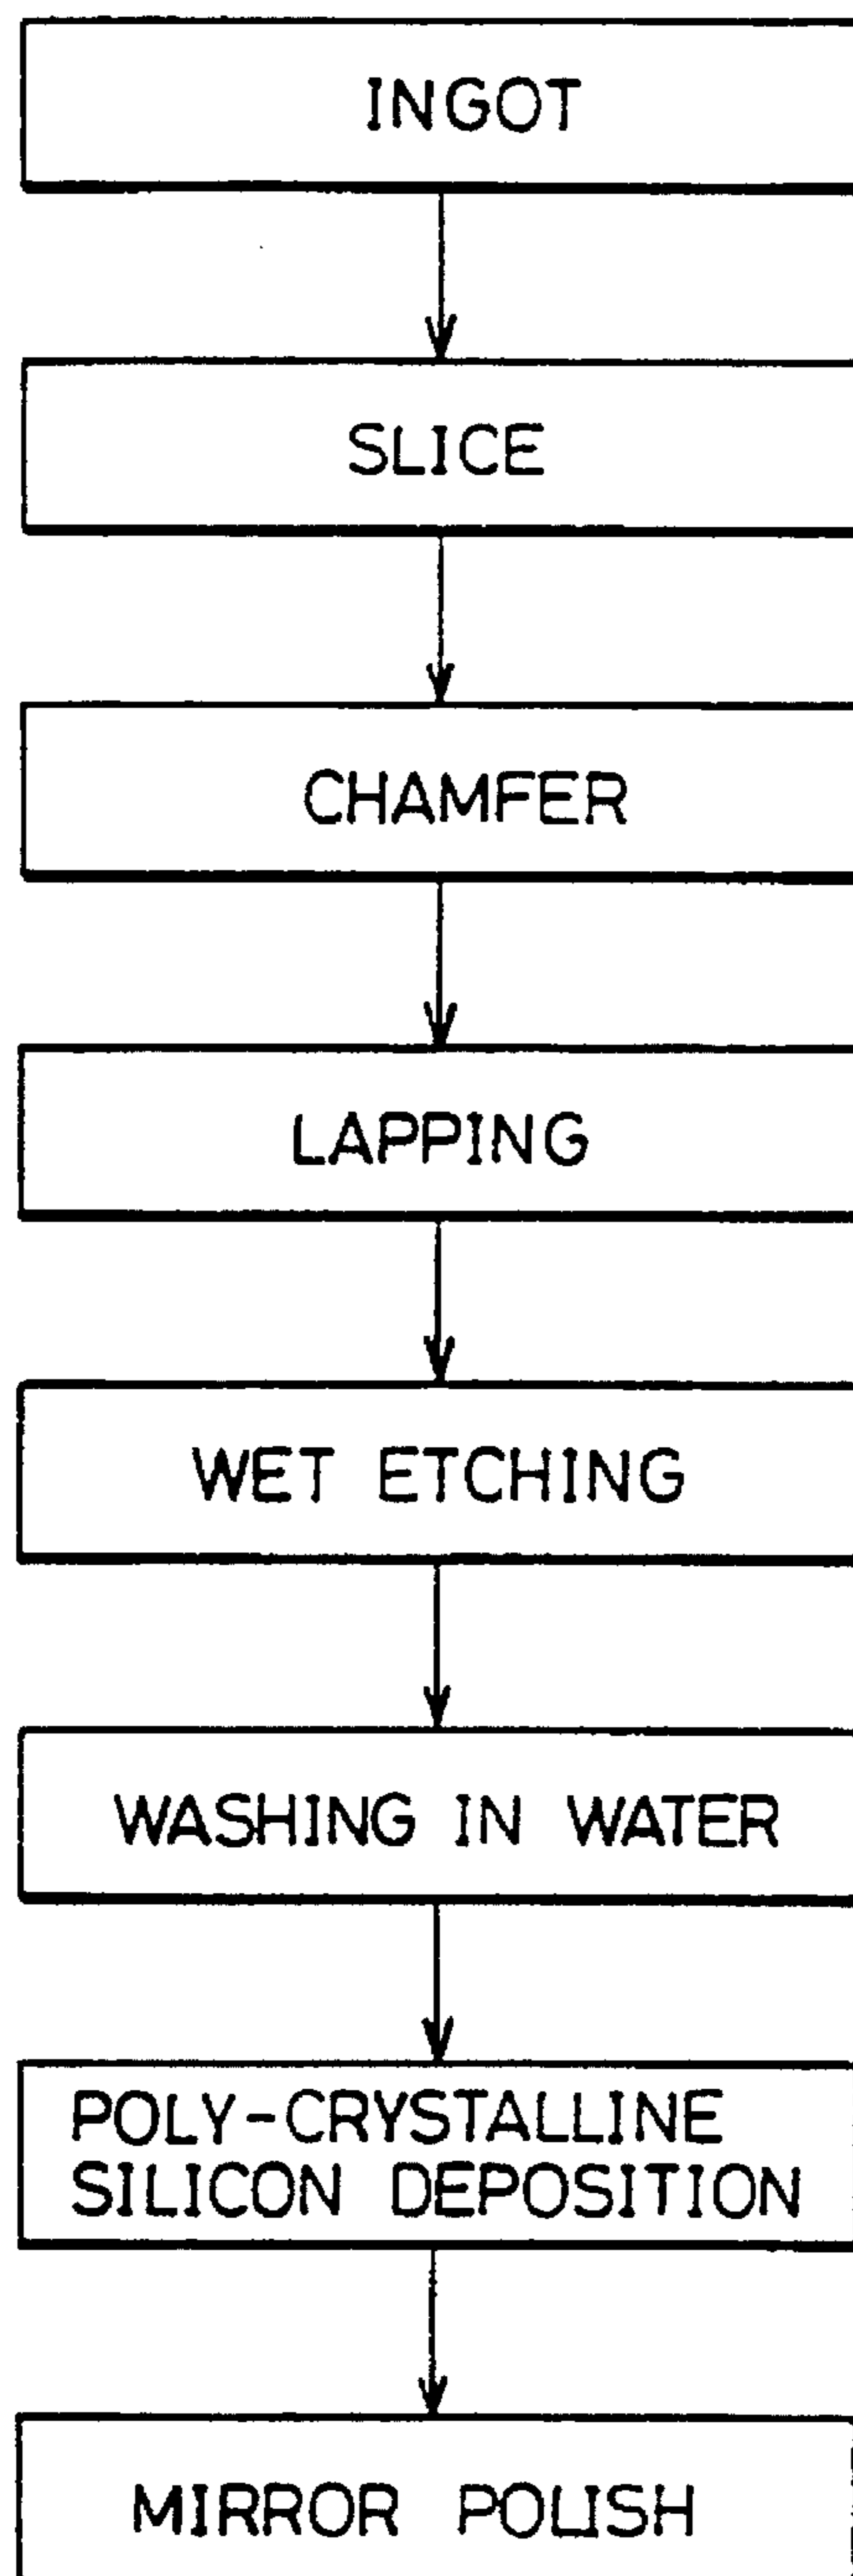 INGOT
SLICE
CHAMFER
LAPPING
WET ETCHING
WASHING IN WATER
POLY-CRYSTALLINE
SILICON DEPOSITION
MIRROR POLISH